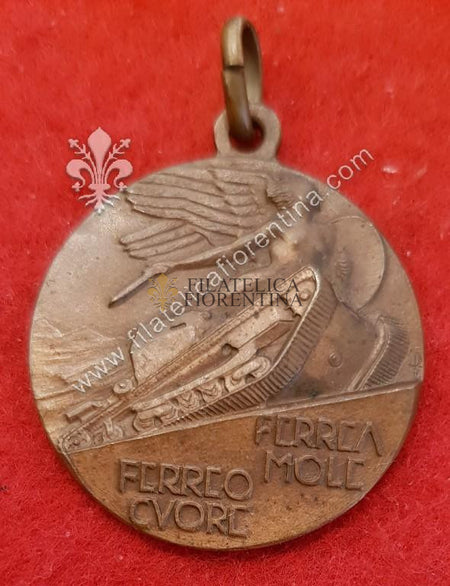 FILATELICA
FIORENTINA
www.filatelicafiorentina.com
FERREA
MOLE
FERREO
CVORE